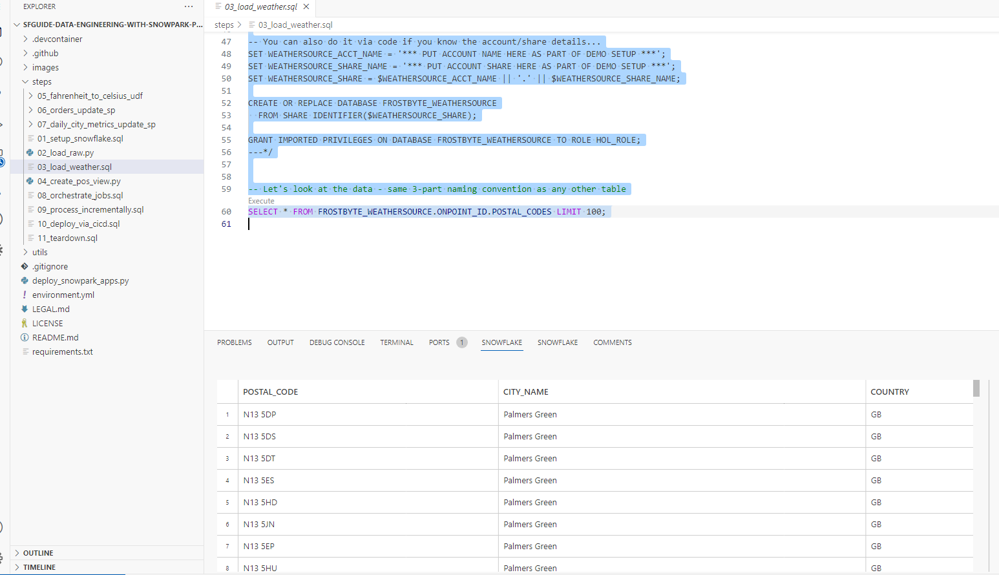 EXPLORER
SFGUIDE-DATA-ENGINEERING-WITH-SNOWPARK-P...
.devcontainer
.github
images
steps
05_fahrenheit_to_celsius_udf
06_orders_update_sp
07_daily_city_metrics_update_sp
01_setup_snowflake.sql
02_load_raw.py
03_load_weather.sql
04_create_pos_view.py
08_orchestrate_jobs.sql
09_process_incrementally.sql
10_deploy_via_cicd.sql
11_teardown.sql
utils
.gitignore
deploy_snowpark_apps.py
environment.yml
LEGAL.md
LICENSE
README.md
requirements.txt
OUTLINE
TIMELINE
03_load_weather.sql
steps > 03_load_weather.sql
47 -- You can also do it via code if you know the account/share details...
48 SET WEATHERSOURCE_ACCT_NAME = '*** PUT ACCOUNT NAME HERE AS PART OF DEMO SETUP ***';
49 SET WEATHERSOURCE_SHARE_NAME = '*** PUT ACCOUNT SHARE HERE AS PART OF DEMO SETUP ***';
50 SET WEATHERSOURCE_SHARE = $WEATHERSOURCE_ACCT_NAME || '.' || $WEATHERSOURCE_SHARE_NAME;
51
52 CREATE OR REPLACE DATABASE FROSTBYTE_WEATHERSOURCE
53 FROM SHARE IDENTIFIER($WEATHERSOURCE_SHARE);
54
55 GRANT IMPORTED PRIVILEGES ON DATABASE FROSTBYTE_WEATHERSOURCE TO ROLE HOL_ROLE;
56 ---*/
57
58
59 -- Let's look at the data - same 3-part naming convention as any other table
Execute
60 SELECT * FROM FROSTBYTE_WEATHERSOURCE.ONPOINT_ID.POSTAL_CODES LIMIT 100;
61
PROBLEMS OUTPUT DEBUG CONSOLE TERMINAL PORTS 1 SNOWFLAKE SNOWFLAKE COMMENTS
POSTAL_CODE CITY_NAME COUNTRY
1 N13 5DP Palmers Green GB
2 N13 5DS Palmers Green GB
3 N13 5DT Palmers Green GB
4 N13 5ES Palmers Green GB
5 N13 5HD Palmers Green GB
6 N13 5JN Palmers Green GB
7 N13 5EP Palmers Green GB
8 N13 5HU Palmers Green GB